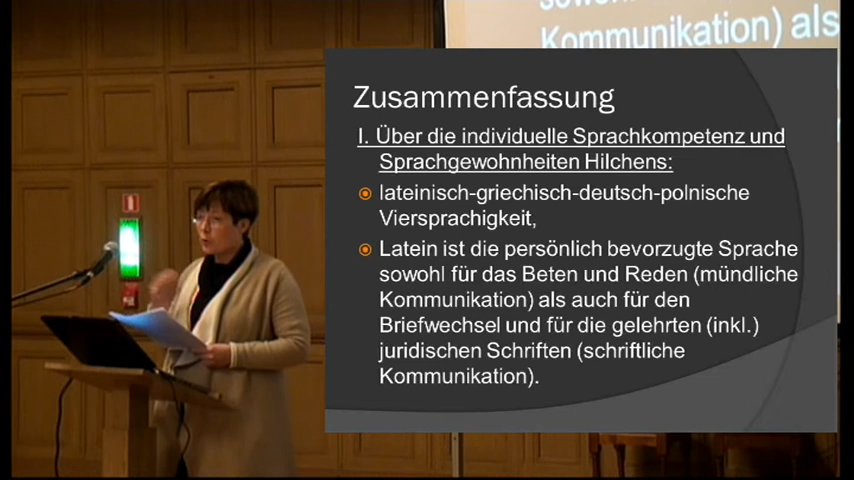 sowohl
Kommunikation) als
Zusammenfassung
I. Über die individuelle Sprachkompetenz und
Sprachgewohnheiten Hilchens:
lateinisch-griechisch-deutsch-polnische
Viersprachigkeit,
Latein ist die persönlich bevorzugte Sprache
sowohl für das Beten und Reden (mündliche
Kommunikation) als auch für den
Briefwechsel und für die gelehrten (inkl.)
juridischen Schriften (schriftliche
Kommunikation).